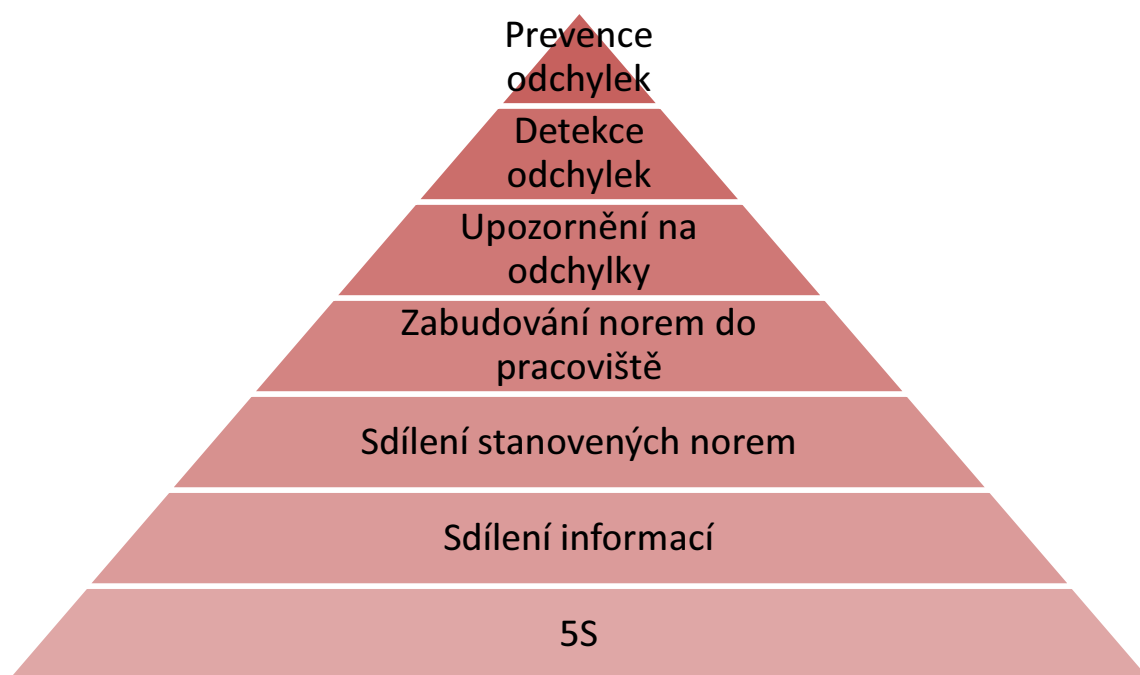 Prevence
odchylek
Detekce
odchylek
Upozornění na
odchylky
Zabudování norem do
pracoviště
Sdílení stanovených norem
Sdílení informací
5S